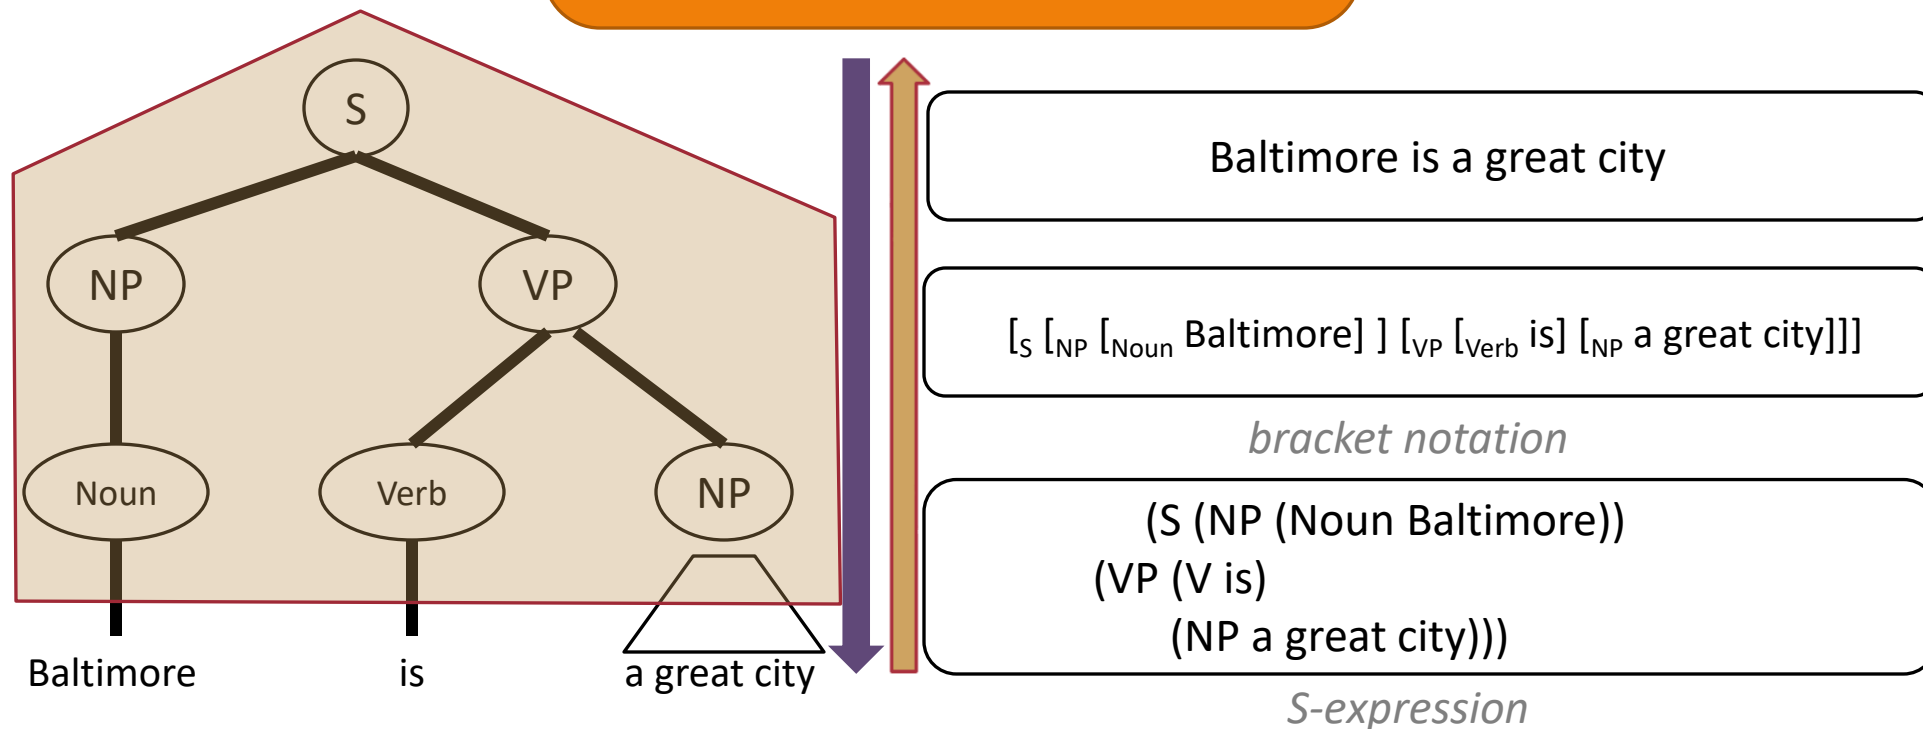 S
NP
VP
Noun
Verb
NP
Baltimore
is
a great city
Baltimore is a great city
[S [NP [Noun Baltimore] ] [VP [Verb is] [NP a great city]]]
bracket notation
(S (NP (Noun Baltimore))
(VP (V is)
(NP a great city)))
S-expression